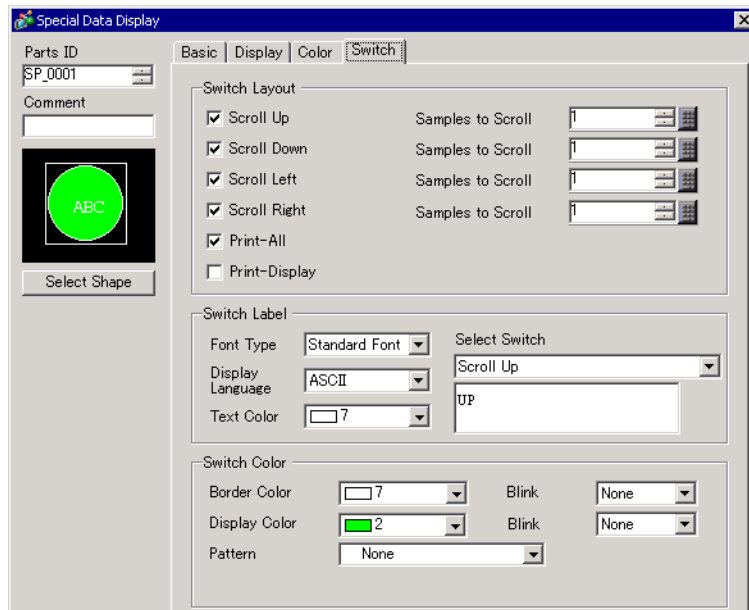 Special Data Display
Parts ID
SP_0001
Comment
ABC
Select Shape
Basic Display Color Switch
Switch Layout
Scroll Up Samples to Scroll 1
Scroll Down Samples to Scroll 1
Scroll Left Samples to Scroll 1
Scroll Right Samples to Scroll 1
Print-All
Print-Display
Switch Label
Font Type Standard Font
Display Language ASCII
Text Color 7
Select Switch
Scroll Up
UP
Switch Color
Border Color 7 Blink None
Display Color 2 Blink None
Pattern None